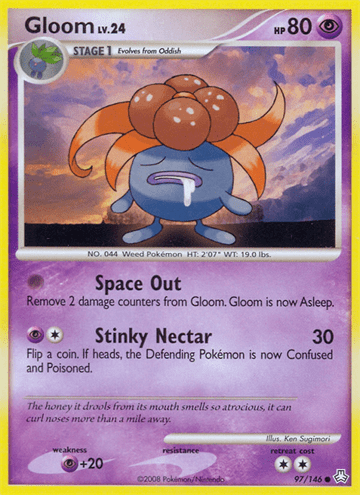 Gloom LV.24
HP 80
STAGE 1 Evolves from Oddish
NO. 044 Weed Pokémon HT: 2'07" WT: 19.0 lbs.
Space Out
Remove 2 damage counters from Gloom. Gloom is now Asleep.
Stinky Nectar 30
Flip a coin. If heads, the Defending Pokémon is now Confused
and Poisoned.
The honey it drools from its mouth smells so atrocious, it can
curl noses more than a mile away.
Illus. Ken Sugimori
weakness resistance retreat cost
+20
©2008 Pokémon/Nintendo 97/146